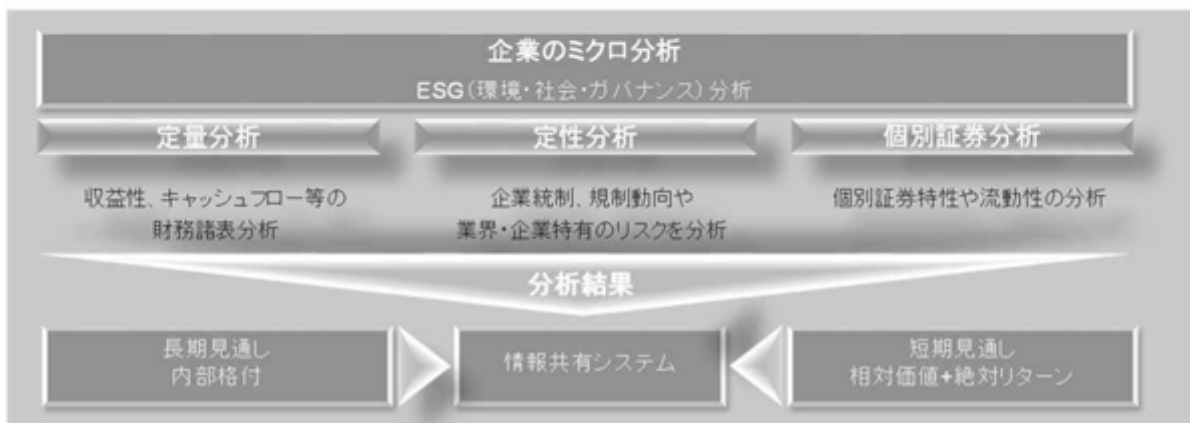 企業のミクロ分析
ESG(環境・社会・ガバナンス)分析
定量分析
定性分析
個別証券分析
収益性、キャッシュフロー等の
財務諸表分析
企業統制、規制動向や
業界・企業特有のリスクを分析
個別証券特性や流動性の分析
分析結果
長期見通し
内部格付
情報共有システム
短期見通し
相対価値+絶対リターン